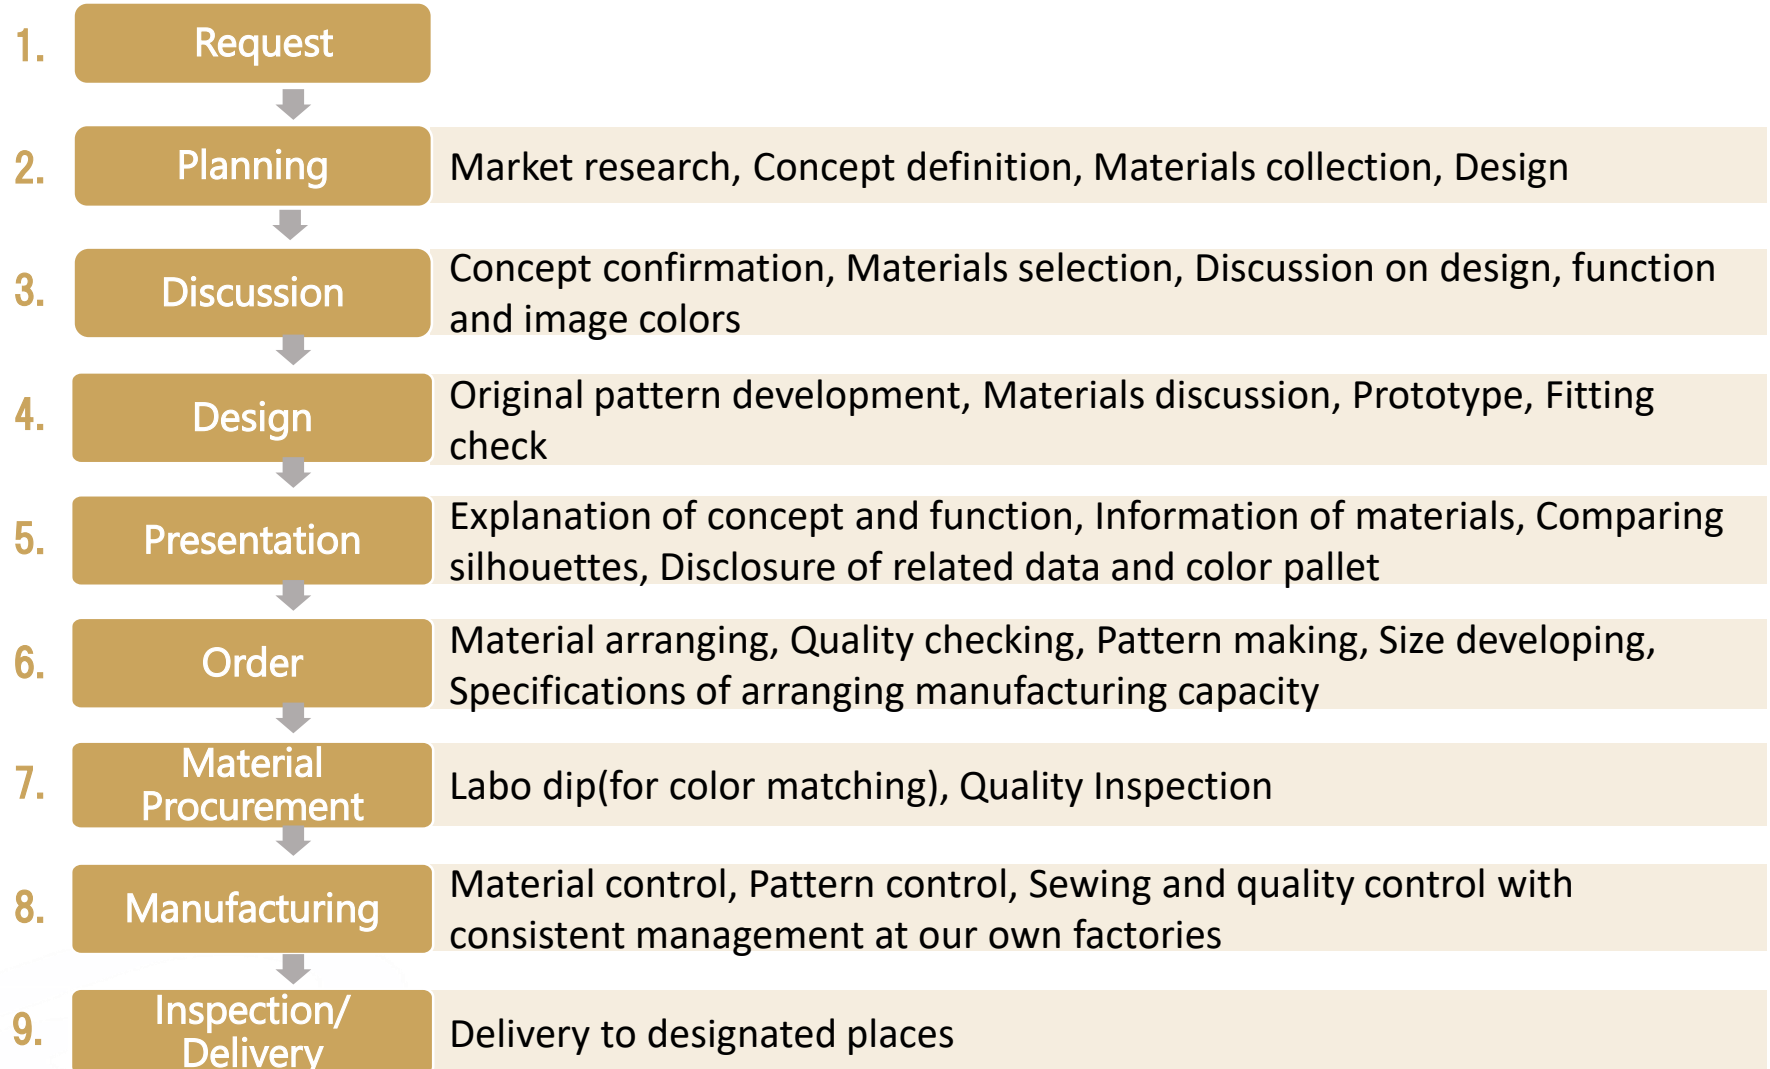 1. Request
2. Planning
Market research, Concept definition, Materials collection, Design
3. Discussion
Concept confirmation, Materials selection, Discussion on design, function
and image colors
4. Design
Original pattern development, Materials discussion, Prototype, Fitting
check
5. Presentation
Explanation of concept and function, Information of materials, Comparing
silhouettes, Disclosure of related data and color pallet
6. Order
Material arranging, Quality checking, Pattern making, Size developing,
Specifications of arranging manufacturing capacity
7. Material
Procurement
Labo dip(for color matching), Quality Inspection
8. Manufacturing
Material control, Pattern control, Sewing and quality control with
consistent management at our own factories
9. Inspection/
Delivery
Delivery to designated places